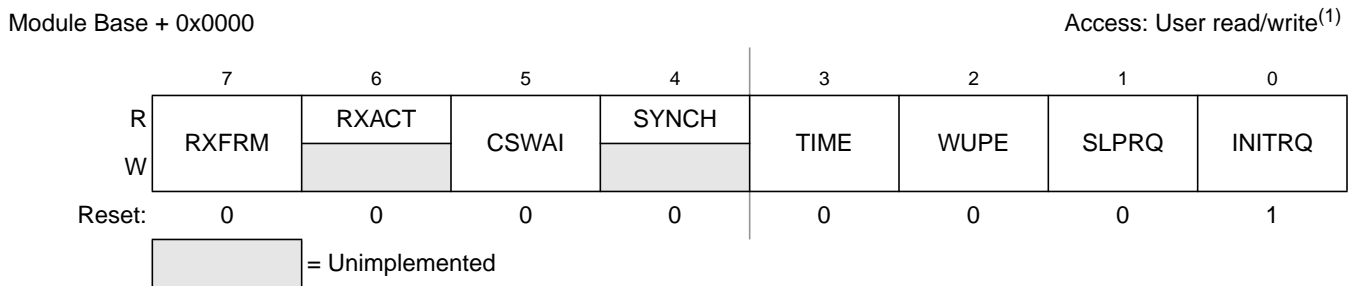 Module Base + 0x0000 Access: User read/write(1)
7 6 5 4 3 2 1 0
R RXFRM RXACT CSWAI SYNCH TIME WUPE SLPRQ INITRQ
W
Reset: 0 0 0 0 0 0 0 1
= Unimplemented